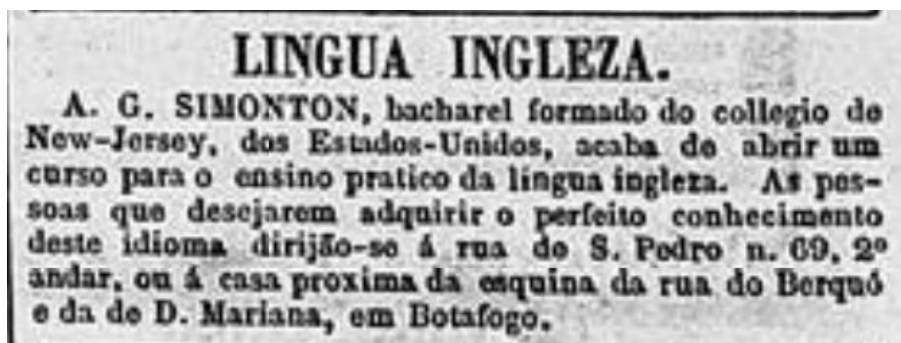 LINGUA INGLEZA.
A. G. SIMONTON, bacharel formado do collegio de
New-Jersey, dos Estados-Unidos, acaba de abrir um
curso para o ensino pratico da lingua ingleza. As pes-
soas que desejarem adquirir o perfeito conhecimento
deste idioma dirijão-se á rua de S. Pedro n. 69, 2º
andar, ou á casa proxima da esquina da rua do Berquó
e da de D. Mariana, em Botafogo.